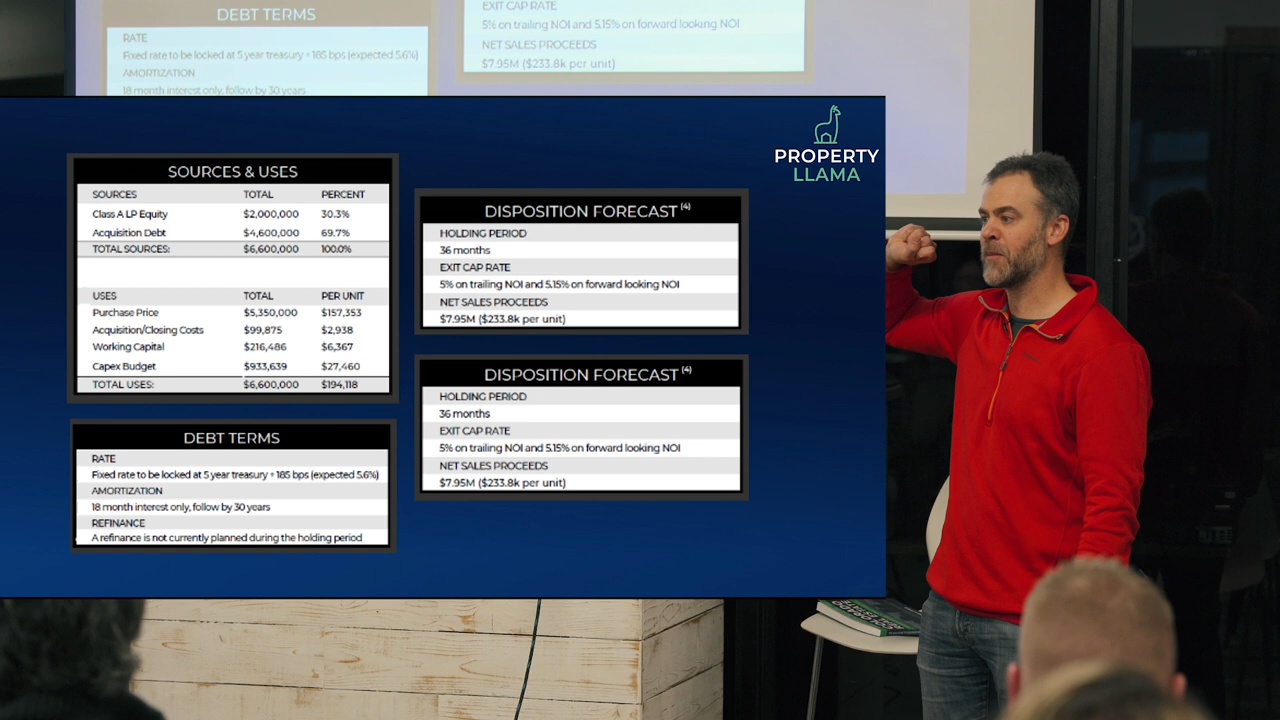 DEBT TERMS
RATE
Fixed rate to be locked at 5 year treasury + 185 bps (expected 5.6%)
AMORTIZATION
18 month interest only, follow by 30 years
EXIT CAP RATE
5% on trailing NOI and 5.15% on forward looking NOI
NET SALES PROCEEDS
$7.95M ($233.8k per unit)
PROPERTY
LLAMA
SOURCES & USES
SOURCES TOTAL PERCENT
Class A LP Equity $2,000,000 30.3%
Acquisition Debt $4,600,000 69.7%
TOTAL SOURCES: $6,600,000 100.0%
USES TOTAL PER UNIT
Purchase Price $5,350,000 $157,353
Acquisition/Closing Costs $99,875 $2,938
Working Capital $216,486 $6,367
Capex Budget $933,639 $27,460
TOTAL USES: $6,600,000 $194,118
DEBT TERMS
RATE
Fixed rate to be locked at 5 year treasury + 185 bps (expected 5.6%)
AMORTIZATION
18 month interest only, follow by 30 years
REFINANCE
A refinance is not currently planned during the holding period
DISPOSITION FORECAST (4)
HOLDING PERIOD
36 months
EXIT CAP RATE
5% on trailing NOI and 5.15% on forward looking NOI
NET SALES PROCEEDS
$7.95M ($233.8k per unit)
DISPOSITION FORECAST (4)
HOLDING PERIOD
36 months
EXIT CAP RATE
5% on trailing NOI and 5.15% on forward looking NOI
NET SALES PROCEEDS
$7.95M ($233.8k per unit)
COLORADO
REAL ESTATE